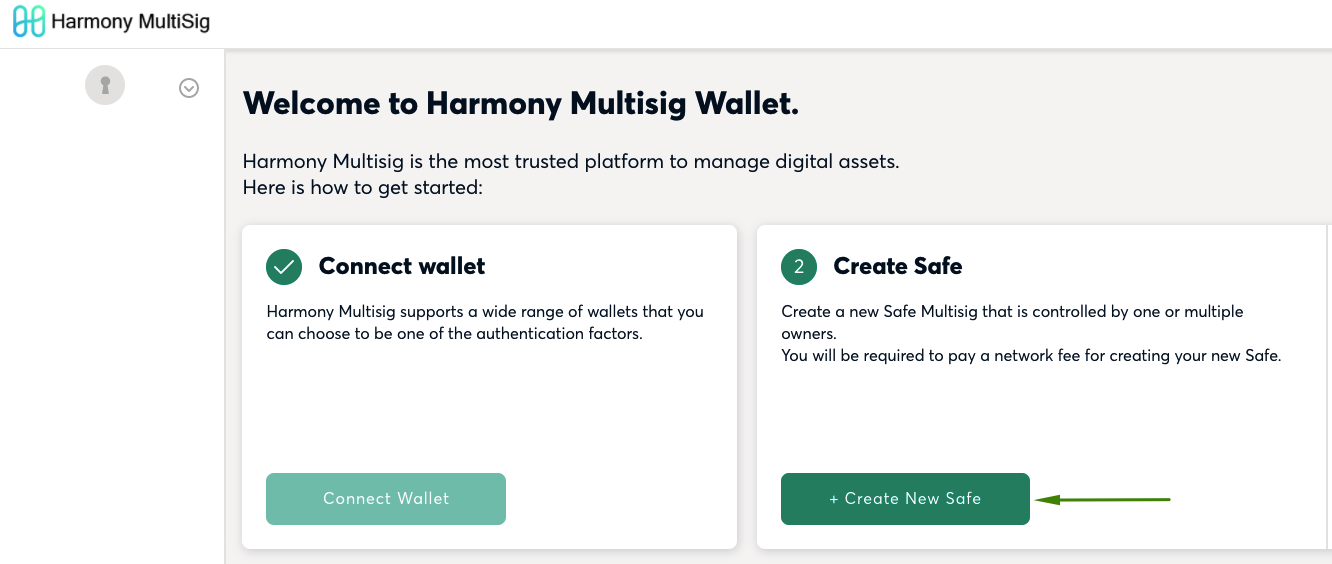 Harmony MultiSig
Welcome to Harmony Multisig Wallet.
Harmony Multisig is the most trusted platform to manage digital assets.
Here is how to get started:
Connect wallet
Harmony Multisig supports a wide range of wallets that you
can choose to be one of the authentication factors.
Connect Wallet
2 Create Safe
Create a new Safe Multisig that is controlled by one or multiple
owners.
You will be required to pay a network fee for creating your new Safe.
+ Create New Safe